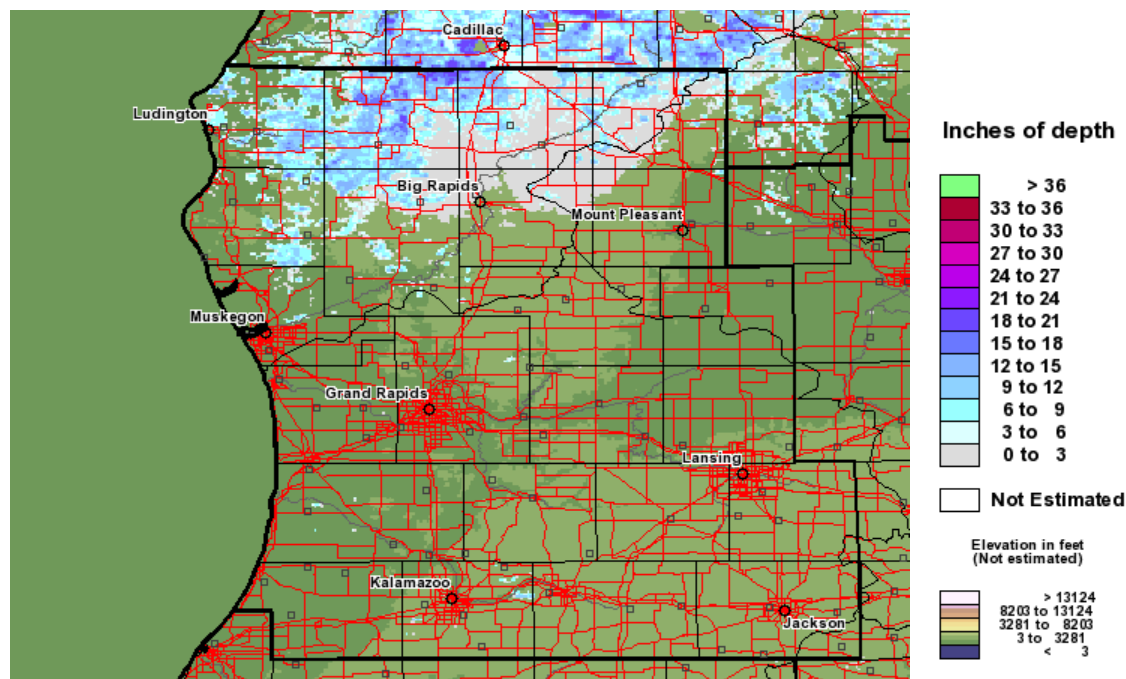 Cadillac
Ludington
Big Rapids
Mount Pleasant
Muskegon
Grand Rapids
Lansing
Kalamazoo
Jackson
Inches of depth
> 36
33 to 36
30 to 33
27 to 30
24 to 27
21 to 24
18 to 21
15 to 18
12 to 15
9 to 12
6 to 9
3 to 6
0 to 3
Not Estimated
Elevation in feet
(Not estimated)
> 13124
8203 to 13124
3281 to 8203
3 to 3281
< 3